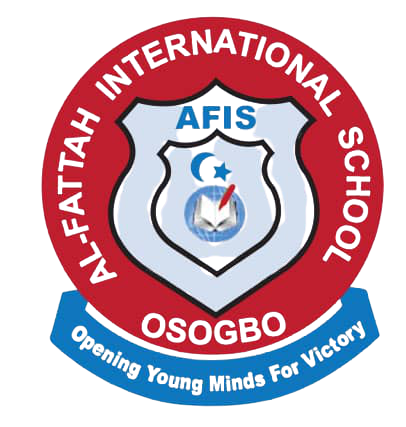 AL-FATTAH INTERNATIONAL SCHOOL
AFIS
OSOGBO
Opening Young Minds For Victory